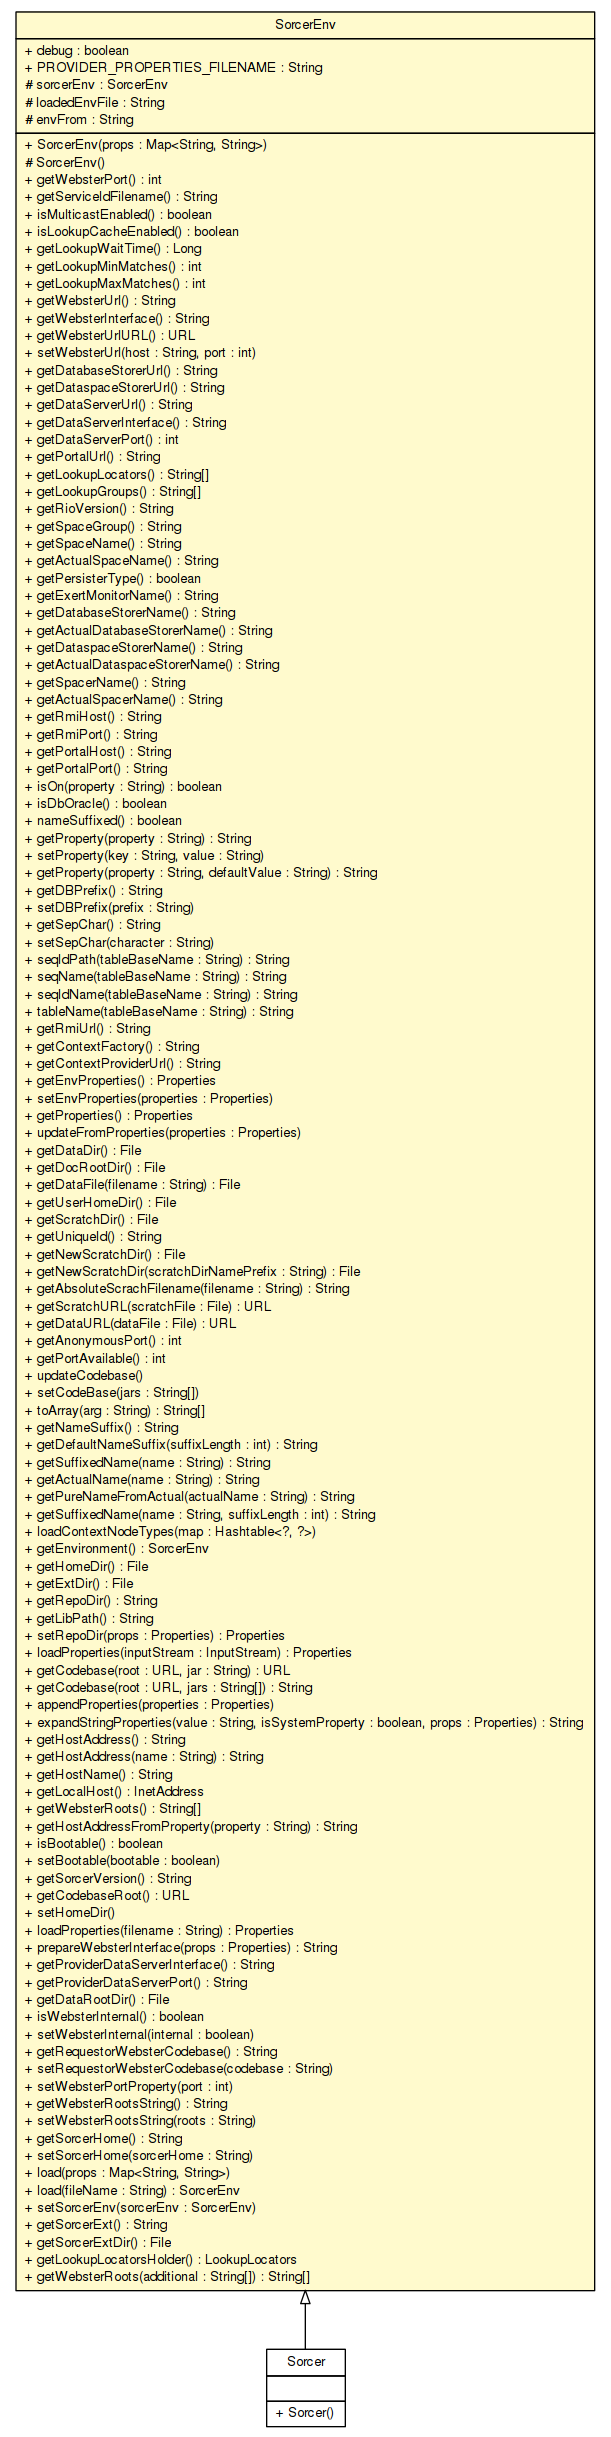 SorcerEnv
+ debug : boolean
+ PROVIDER_PROPERTIES_FILENAME : String
# sorcerEnv : SorcerEnv
# loadedEnvFile : String
# envFrom : String
+ SorcerEnv(props : Map<String, String>)
# SorcerEnv()
+ getWebsterPort() : int
+ getServiceIdFilename() : String
+ isMulticastEnabled() : boolean
+ isLookupCacheEnabled() : boolean
+ getLookupWaitTime() : Long
+ getLookupMinMatches() : int
+ getLookupMaxMatches() : int
+ getWebsterUrl() : String
+ getWebsterInterface() : String
+ getWebsterUrlURL() : URL
+ setWebsterUrl(host : String, port : int)
+ getDatabaseStorerUrl() : String
+ getDataspaceStorerUrl() : String
+ getDataServerUrl() : String
+ getDataServerInterface() : String
+ getDataServerPort() : int
+ getPortalUrl() : String
+ getLookupLocators() : String[]
+ getLookupGroups() : String[]
+ getRioVersion() : String
+ getSpaceGroup() : String
+ getSpaceName() : String
+ getActualSpaceName() : String
+ getPersisterType() : boolean
+ getExertMonitorName() : String
+ getDatabaseStorerName() : String
+ getActualDatabaseStorerName() : String
+ getDataspaceStorerName() : String
+ getActualDataspaceStorerName() : String
+ getSpacerName() : String
+ getActualSpacerName() : String
+ getRmiHost() : String
+ getRmiPort() : String
+ getPortalHost() : String
+ getPortalPort() : String
+ isOn(property : String) : boolean
+ isDbOracle() : boolean
+ nameSuffixed() : boolean
+ getProperty(property : String) : String
+ setProperty(key : String, value : String)
+ getProperty(property : String, defaultValue : String) : String
+ getDBPrefix() : String
+ setDBPrefix(prefix : String)
+ getSepChar() : String
+ setSepChar(character : String)
+ seqIdPath(tableBaseName : String) : String
+ seqName(tableBaseName : String) : String
+ seqIdName(tableBaseName : String) : String
+ tableName(tableBaseName : String) : String
+ getRmiUrl() : String
+ getContextFactory() : String
+ getContextProviderUrl() : String
+ getEnvProperties() : Properties
+ setEnvProperties(properties : Properties)
+ getProperties() : Properties
+ updateFromProperties(properties : Properties)
+ getDataDir() : File
+ getDocRootDir() : File
+ getDataFile(filename : String) : File
+ getUserHomeDir() : File
+ getScratchDir() : File
+ getUniqueId() : String
+ getNewScratchDir() : File
+ getNewScratchDir(scratchDirNamePrefix : String) : File
+ getAbsoluteScrachFilename(filename : String) : String
+ getScratchURL(scratchFile : File) : URL
+ getDataURL(dataFile : File) : URL
+ getAnonymousPort() : int
+ getPortAvailable() : int
+ updateCodebase()
+ setCodeBase(jars : String[])
+ toArray(arg : String) : String[]
+ getNameSuffix() : String
+ getDefaultNameSuffix(suffixLength : int) : String
+ getSuffixedName(name : String) : String
+ getActualName(name : String) : String
+ getPureNameFromActual(actualName : String) : String
+ getSuffixedName(name : String, suffixLength : int) : String
+ loadContextNodeTypes(map : Hashtable<?, ?>)
+ getEnvironment() : SorcerEnv
+ getHomeDir() : File
+ getExtDir() : File
+ getRepoDir() : String
+ getLibPath() : String
+ setRepoDir(props : Properties) : Properties
+ loadProperties(inputStream : InputStream) : Properties
+ getCodebase(root : URL, jar : String) : URL
+ getCodebase(root : URL, jars : String[]) : String
+ appendProperties(properties : Properties)
+ expandStringProperties(value : String, isSystemProperty : boolean, props : Properties) : String
+ getHostAddress() : String
+ getHostAddress(name : String) : String
+ getHostName() : String
+ getLocalHost() : InetAddress
+ getWebsterRoots() : String[]
+ getHostAddressFromProperty(property : String) : String
+ isBootable() : boolean
+ setBootable(bootable : boolean)
+ getSorcerVersion() : String
+ getCodebaseRoot() : URL
+ setHomeDir()
+ loadProperties(filename : String) : Properties
+ prepareWebsterInterface(props : Properties) : String
+ getProviderDataServerInterface() : String
+ getProviderDataServerPort() : String
+ getDataRootDir() : File
+ isWebsterInternal() : boolean
+ setWebsterInternal(internal : boolean)
+ getRequestorWebsterCodebase() : String
+ setRequestorWebsterCodebase(codebase : String)
+ setWebsterPortProperty(port : int)
+ getWebsterRootsString() : String
+ setWebsterRootsString(roots : String)
+ getSorcerHome() : String
+ setSorcerHome(sorcerHome : String)
+ load(props : Map<String, String>)
+ load(fileName : String) : SorcerEnv
+ setSorcerEnv(sorcerEnv : SorcerEnv)
+ getSorcerExt() : String
+ getSorcerExtDir() : File
+ getLookupLocatorsHolder() : LookupLocators
+ getWebsterRoots(additional : String[]) : String[]
Sorcer
+ Sorcer()